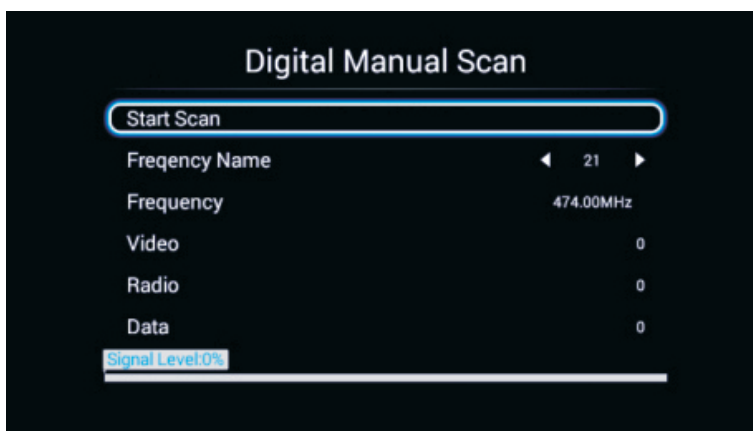 Digital Manual Scan
Start Scan
Freqency Name 21
Frequency 474.00MHz
Video 0
Radio 0
Data 0
Signal Level:0%